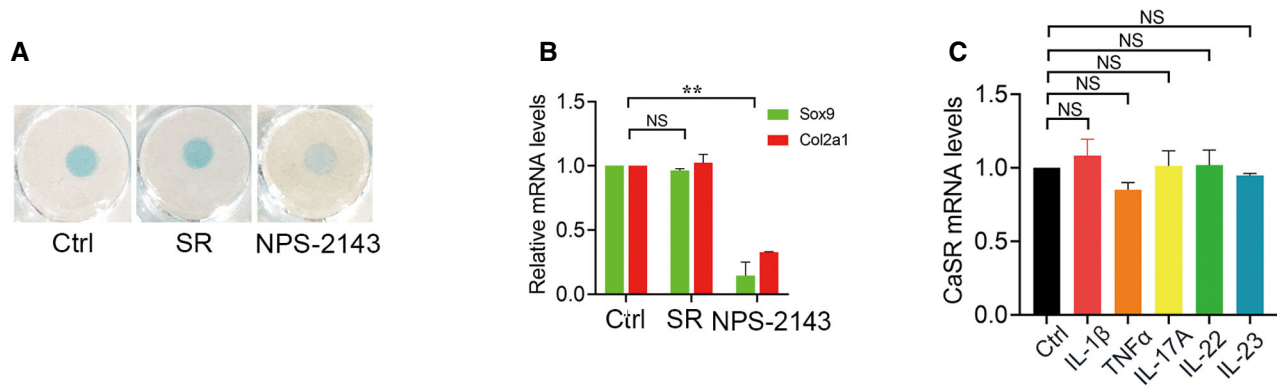 A
Ctrl
SR
NPS-2143
B
Relative mRNA levels
1.5
1.0
0.5
0.0
**
NS
Sox9
Col2a1
Ctrl
SR
NPS-2143
C
CaSR mRNA levels
1.5
1.0
0.5
0.0
NS
NS
NS
NS
NS
Ctrl
IL-1β
TNFα
IL-17A
IL-22
IL-23